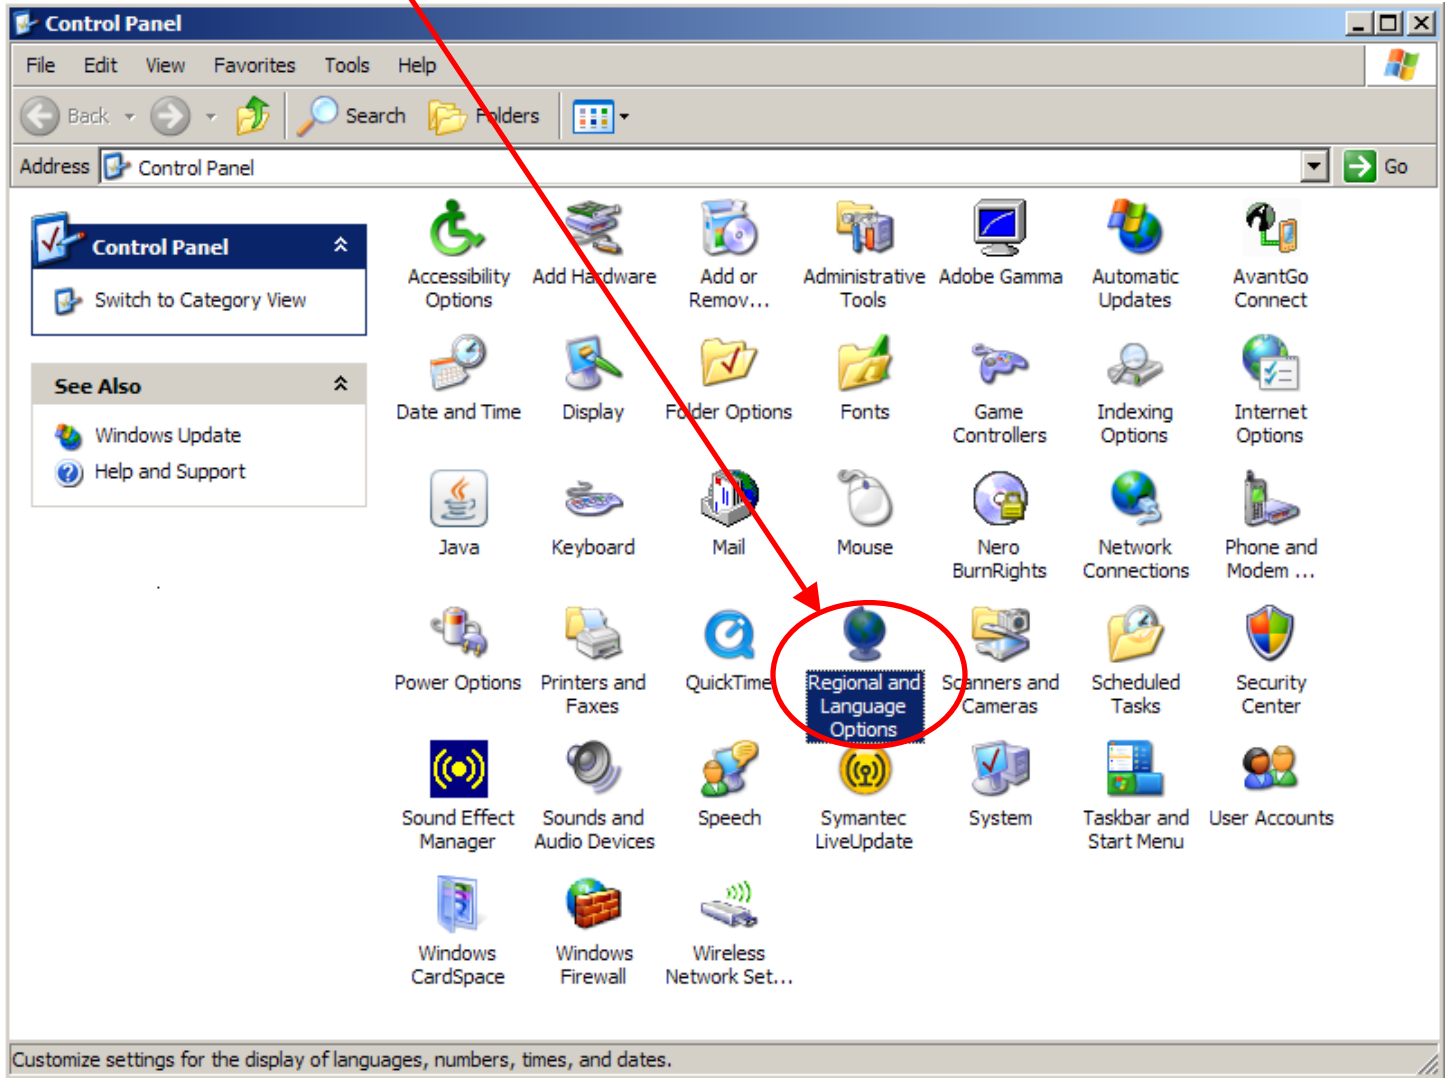 Control Panel
File Edit View Favorites Tools Help
Back Search Folders
Address Control Panel Go
Control Panel
Switch to Category View
See Also
Windows Update
Help and Support
Accessibility
Options
Add Hardware
Add or
Remov...
Administrative
Tools
Adobe Gamma
Automatic
Updates
AvantGo
Connect
Date and Time
Display
Folder Options
Fonts
Game
Controllers
Indexing
Options
Internet
Options
Java
Keyboard
Mail
Mouse
Nero
BurnRights
Network
Connections
Phone and
Modem ...
Power Options
Printers and
Faxes
QuickTime
Regional and
Language
Options
Scanners and
Cameras
Scheduled
Tasks
Security
Center
Sound Effect
Manager
Sounds and
Audio Devices
Speech
Symantec
LiveUpdate
System
Taskbar and
Start Menu
User Accounts
Windows
CardSpace
Windows
Firewall
Wireless
Network Set...
Customize settings for the display of languages, numbers, times, and dates.